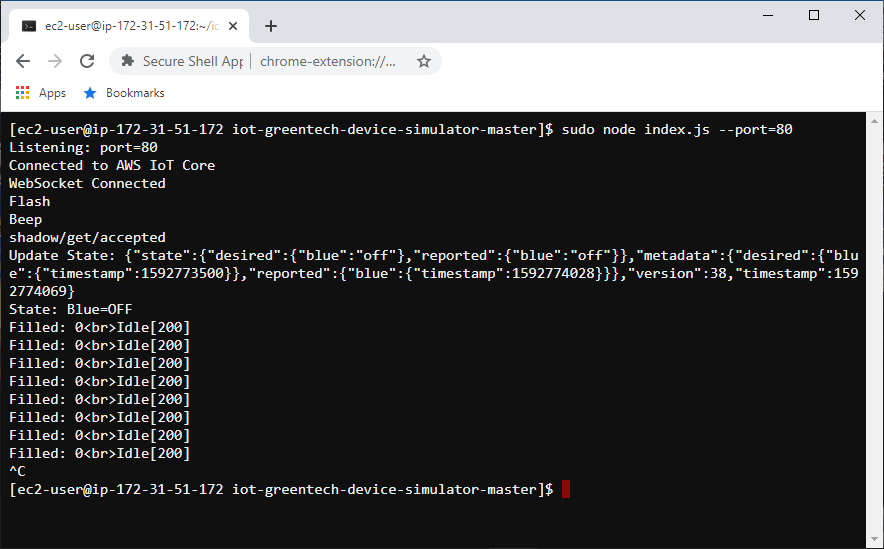 ec2-user@ip-172-31-51-172:~/io
Secure Shell App chrome-extension://...
Apps Bookmarks
[ec2-user@ip-172-31-51-172 iot-greentech-device-simulator-master]$ sudo node index.js --port=80
Listening: port=80
Connected to AWS IoT Core
WebSocket Connected
Flash
Beep
shadow/get/accepted
Update State: {"state":{"desired":{"blue":"off"},"reported":{"blue":"off"}},"metadata":{"desired":{"blu
e":{"timestamp":1592773500}},"reported":{"blue":{"timestamp":1592774028}}},"version":38,"timestamp":159
2774069}
State: Blue=OFF
Filled: 0<br>Idle[200]
Filled: 0<br>Idle[200]
Filled: 0<br>Idle[200]
Filled: 0<br>Idle[200]
Filled: 0<br>Idle[200]
Filled: 0<br>Idle[200]
Filled: 0<br>Idle[200]
Filled: 0<br>Idle[200]
^C
[ec2-user@ip-172-31-51-172 iot-greentech-device-simulator-master]$